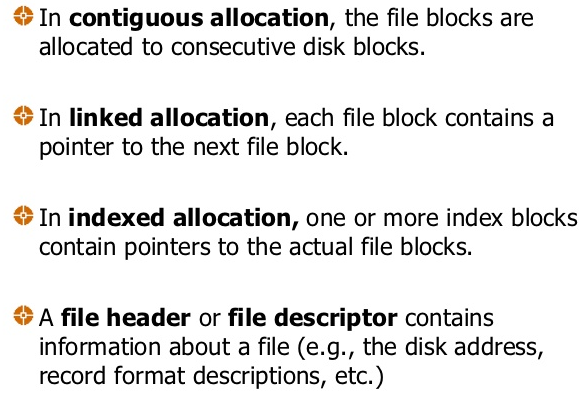 In contiguous allocation, the file blocks are
allocated to consecutive disk blocks.
In linked allocation, each file block contains a
pointer to the next file block.
In indexed allocation, one or more index blocks
contain pointers to the actual file blocks.
A file header or file descriptor contains
information about a file (e.g., the disk address,
record format descriptions, etc.)